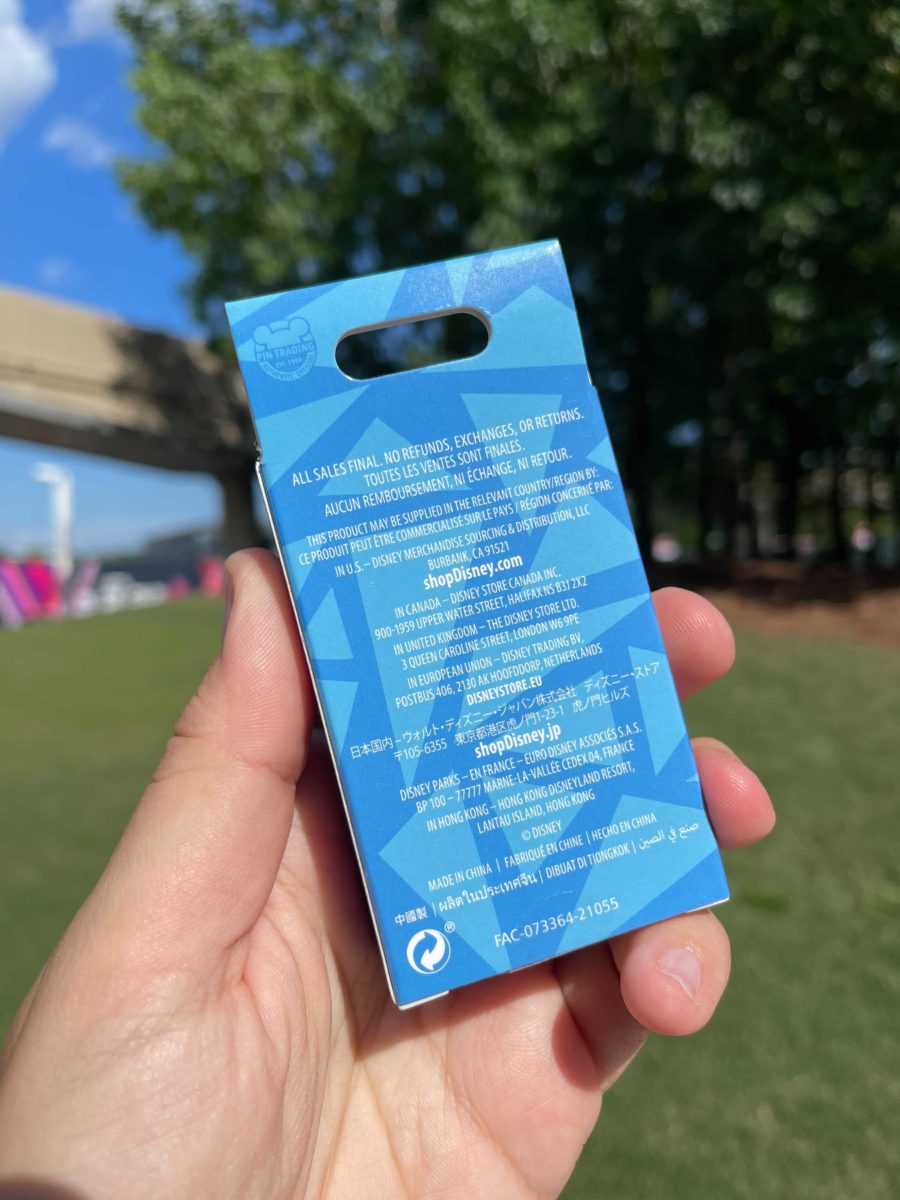 PIN TRADING
EST. 1999
ALL SALES FINAL. NO REFUNDS, EXCHANGES, OR RETURNS.
TOUTES LES VENTES SONT FINALES.
AUCUN REMBOURSEMENT, NI ÉCHANGE, NI RETOUR.
THIS PRODUCT MAY BE SUPPLIED IN THE RELEVANT COUNTRY/REGION BY:
CE PRODUIT PEUT ÊTRE COMMERCIALISÉ SUR LE PAYS / RÉGION CONCERNÉ PAR:
IN U.S. – DISNEY MERCHANDISE SOURCING & DISTRIBUTION, LLC
BURBANK, CA 91521
shopDisney.com
IN CANADA – DISNEY STORE CANADA INC.
900-1959 UPPER WATER STREET, HALIFAX NS B3J 2X2
IN UNITED KINGDOM – THE DISNEY STORE LTD.
3 QUEEN CAROLINE STREET, LONDON W6 9PE
IN EUROPEAN UNION – DISNEY TRADING BV,
POSTBUS 406, 2130 AK HOOFDDORP, NETHERLANDS
DISNEYSTORE.EU
日本国内 – ウォルト・ディズニー・ジャパン株式会社 ディズニーストア
〒105-6355 東京都港区虎ノ門1-23-1 虎ノ門ヒルズ
shopDisney.jp
DISNEY PARKS – EN FRANCE – EURO DISNEY ASSOCIÉS S.A.S.
BP 100 – 77777 MARNE-LA-VALLÉE CEDEX 04, FRANCE
IN HONG KONG – HONG KONG DISNEYLAND RESORT,
LANTAU ISLAND, HONG KONG
© DISNEY
MADE IN CHINA | FABRIQUÉ EN CHINE | HECHO EN CHINA
中國製 | ผลิตในประเทศจีน | DIBUAT DI TIONGKOK | صنع في الصين
®
FAC-073364-21055